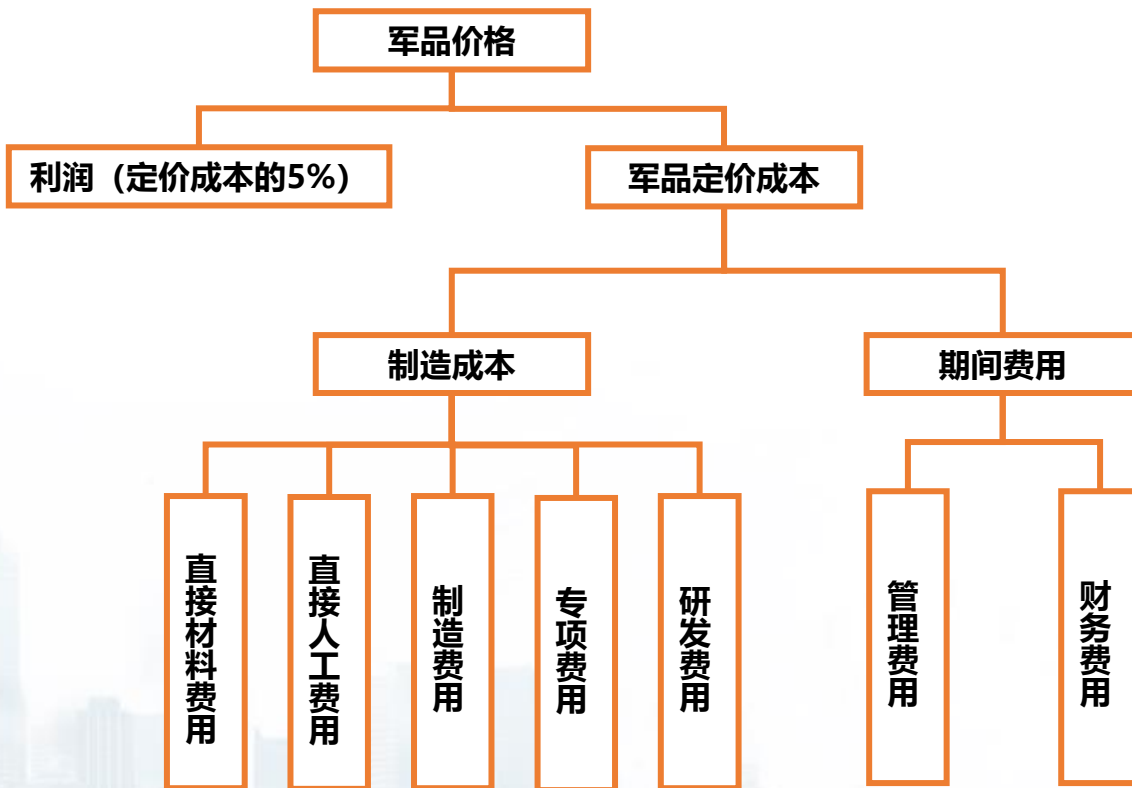 军品价格
利润（定价成本的5%）
军品定价成本
制造成本
期间费用
直接材料费用
直接人工费用
制造费用
专项费用
研发费用
管理费用
财务费用